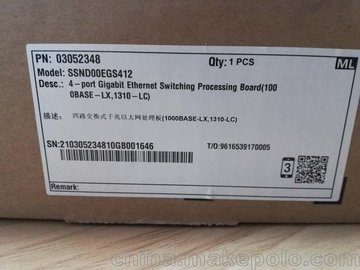 ML
PN: 03052348 Qty: 1 PCS
Model: SSND00EGS412
Desc.: 4-port Gigabit Ethernet Switching Processing Board(100
0BASE-LX,1310-LC)
描述: 四路交换式千兆以太网处理板(1000BASE-LX,1310-LC)
SN:210305234810GB001646 T/O:9616539170005
3
Remark:
china.makepolo.com